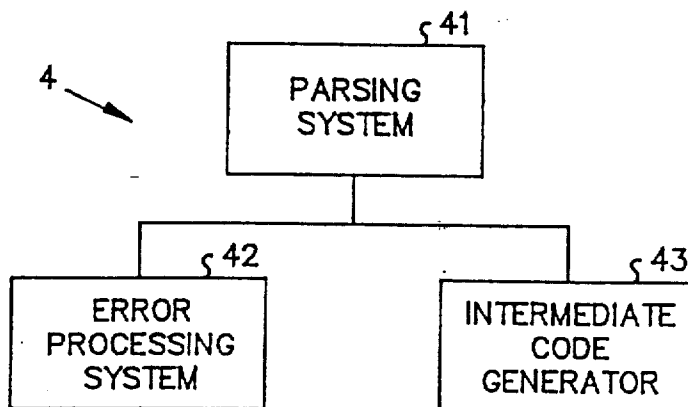 41
4
PARSING
SYSTEM
42
43
ERROR
PROCESSING
SYSTEM
INTERMEDIATE
CODE
GENERATOR